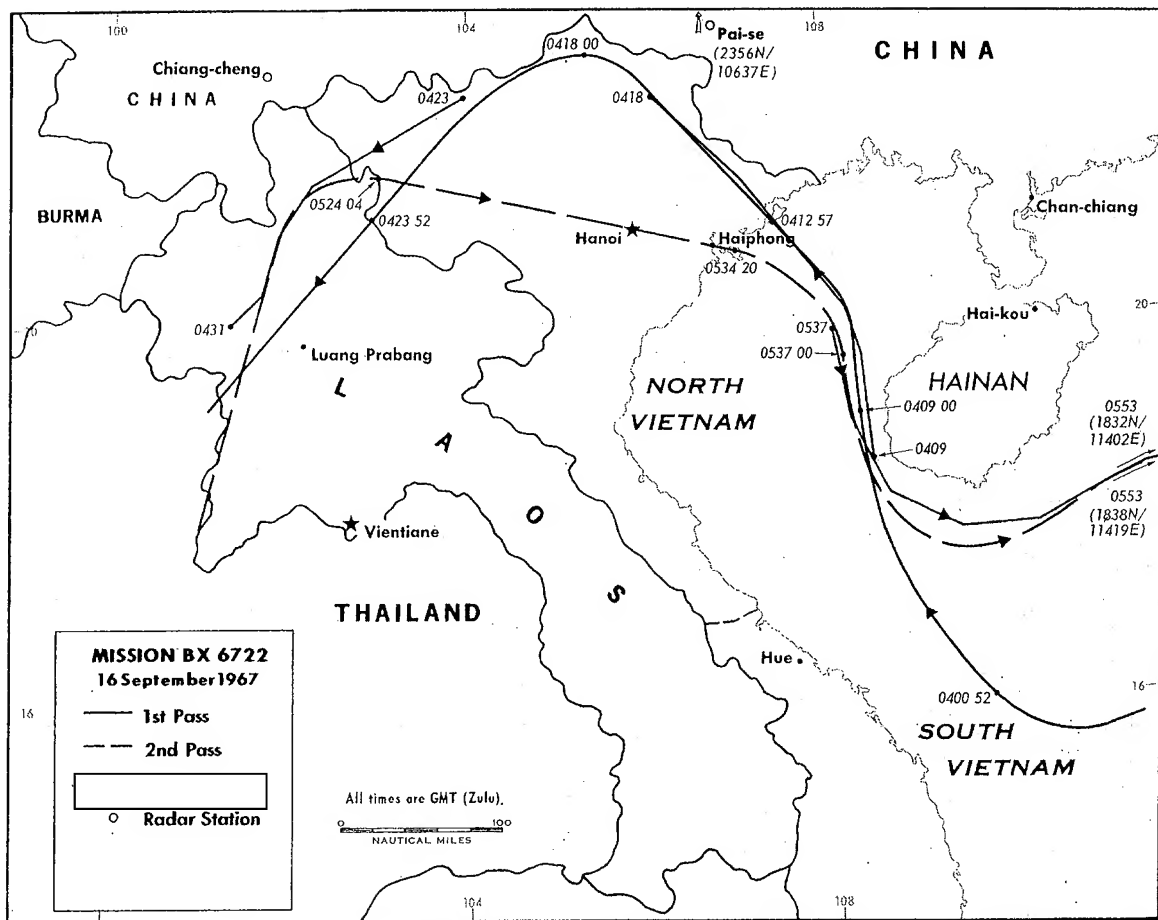 100
104
108
0418 00
Pai-se
(2356N/
10637E)
CHINA
Chiang-cheng
CHINA
0423
0418
BURMA
0524 04
0423 52
Hanoi
Haiphong
0412 57
0534 20
Chan-chiang
0431
20
Hai-kou
20
0537
0537 00
Luang Prabang
LAOS
NORTH
VIETNAM
HAINAN
0409 00
0409
0553
(1832N/
11402E)
0553
(1838N/
11419E)
Vientiane
THAILAND
Hue
0400 52
16
16
SOUTH
VIETNAM
MISSION BX 6722
16 September 1967
1st Pass
2nd Pass
Radar Station
All times are GMT (Zulu).
0
100
NAUTICAL MILES
104
108